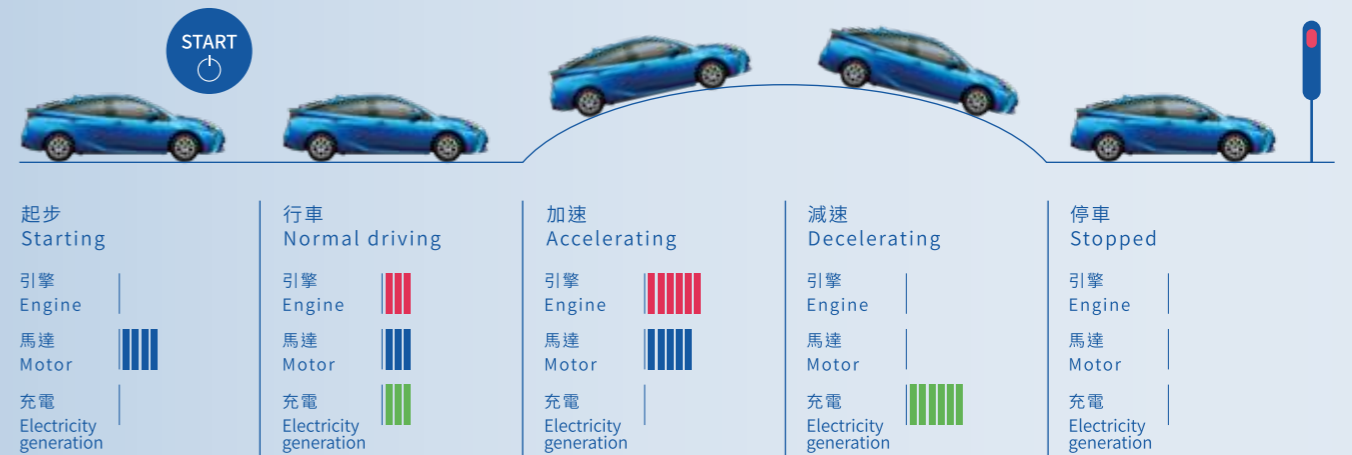 START
起步
Starting
引擎
Engine
馬達
Motor
充電
Electricity
generation
行車
Normal driving
引擎
Engine
馬達
Motor
充電
Electricity
generation
加速
Accelerating
引擎
Engine
馬達
Motor
充電
Electricity
generation
減速
Decelerating
引擎
Engine
馬達
Motor
充電
Electricity
generation
停車
Stopped
引擎
Engine
馬達
Motor
充電
Electricity
generation